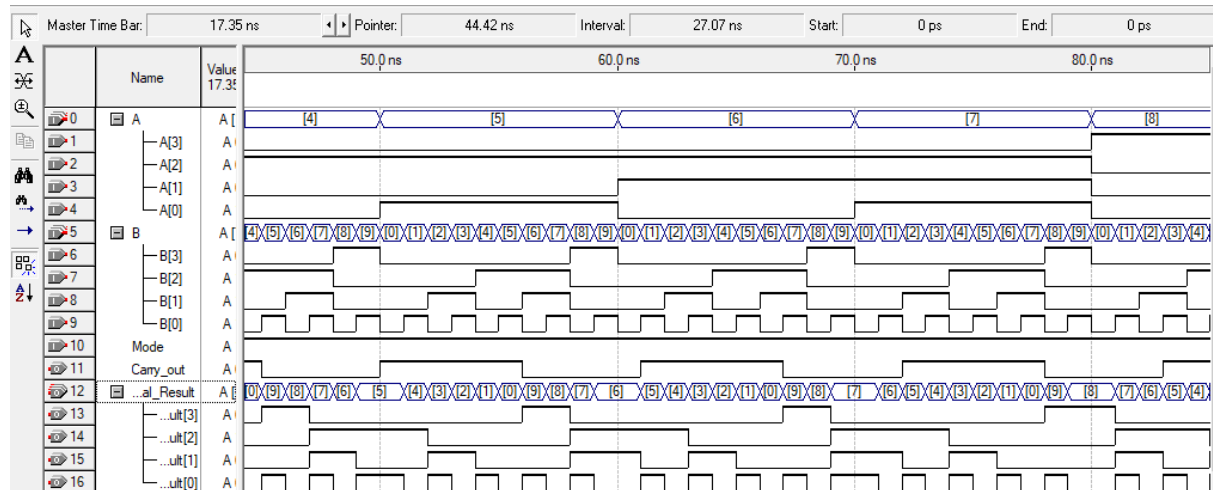 Master Time Bar: 17.35 ns Pointer: 44.42 ns Interval: 27.07 ns Start: 0 ps End: 0 ps
Name Value 17.35 50.0 ns 60.0 ns 70.0 ns 80.0 ns
0 A A [ [4] [5] [6] [7] [8]
1 A[3] A
2 A[2] A
3 A[1] A
4 A[0] A
5 B A [ [4] [5] [6] [7] [8] [9] [0] [1] [2] [3] [4] [5] [6] [7] [8] [9] [0] [1] [2] [3] [4] [5] [6] [7] [8] [9] [0] [1] [2] [3] [4] [5] [6] [7] [8] [9] [0] [1] [2] [3] [4]
6 B[3] A
7 B[2] A
8 B[1] A
9 B[0] A
10 Mode A
11 Carry_out A
12 ...al_Result A [ [0] [9] [8] [7] [6] [5] [4] [3] [2] [1] [0] [9] [8] [7] [6] [5] [4] [3] [2] [1] [0] [9] [8] [7] [6] [5] [4] [3] [2] [1] [0] [9] [8] [7] [6] [5] [4]
13 ...ult[3] A
14 ...ult[2] A
15 ...ult[1] A
16 ...ult[0] A